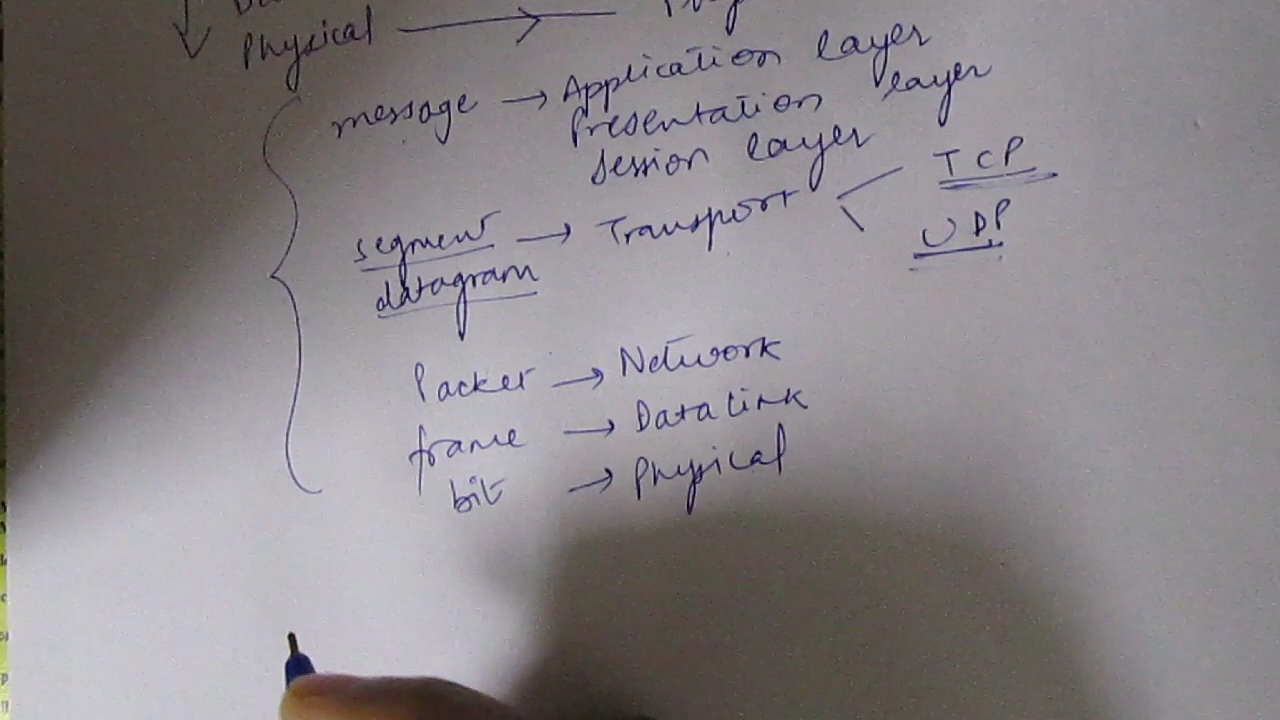 Physical →
message → Application layer
Presentation layer
session layer
segment → Transport < TCP
datagram UDP
Packet → Network
frame → Data link
bit → Physical